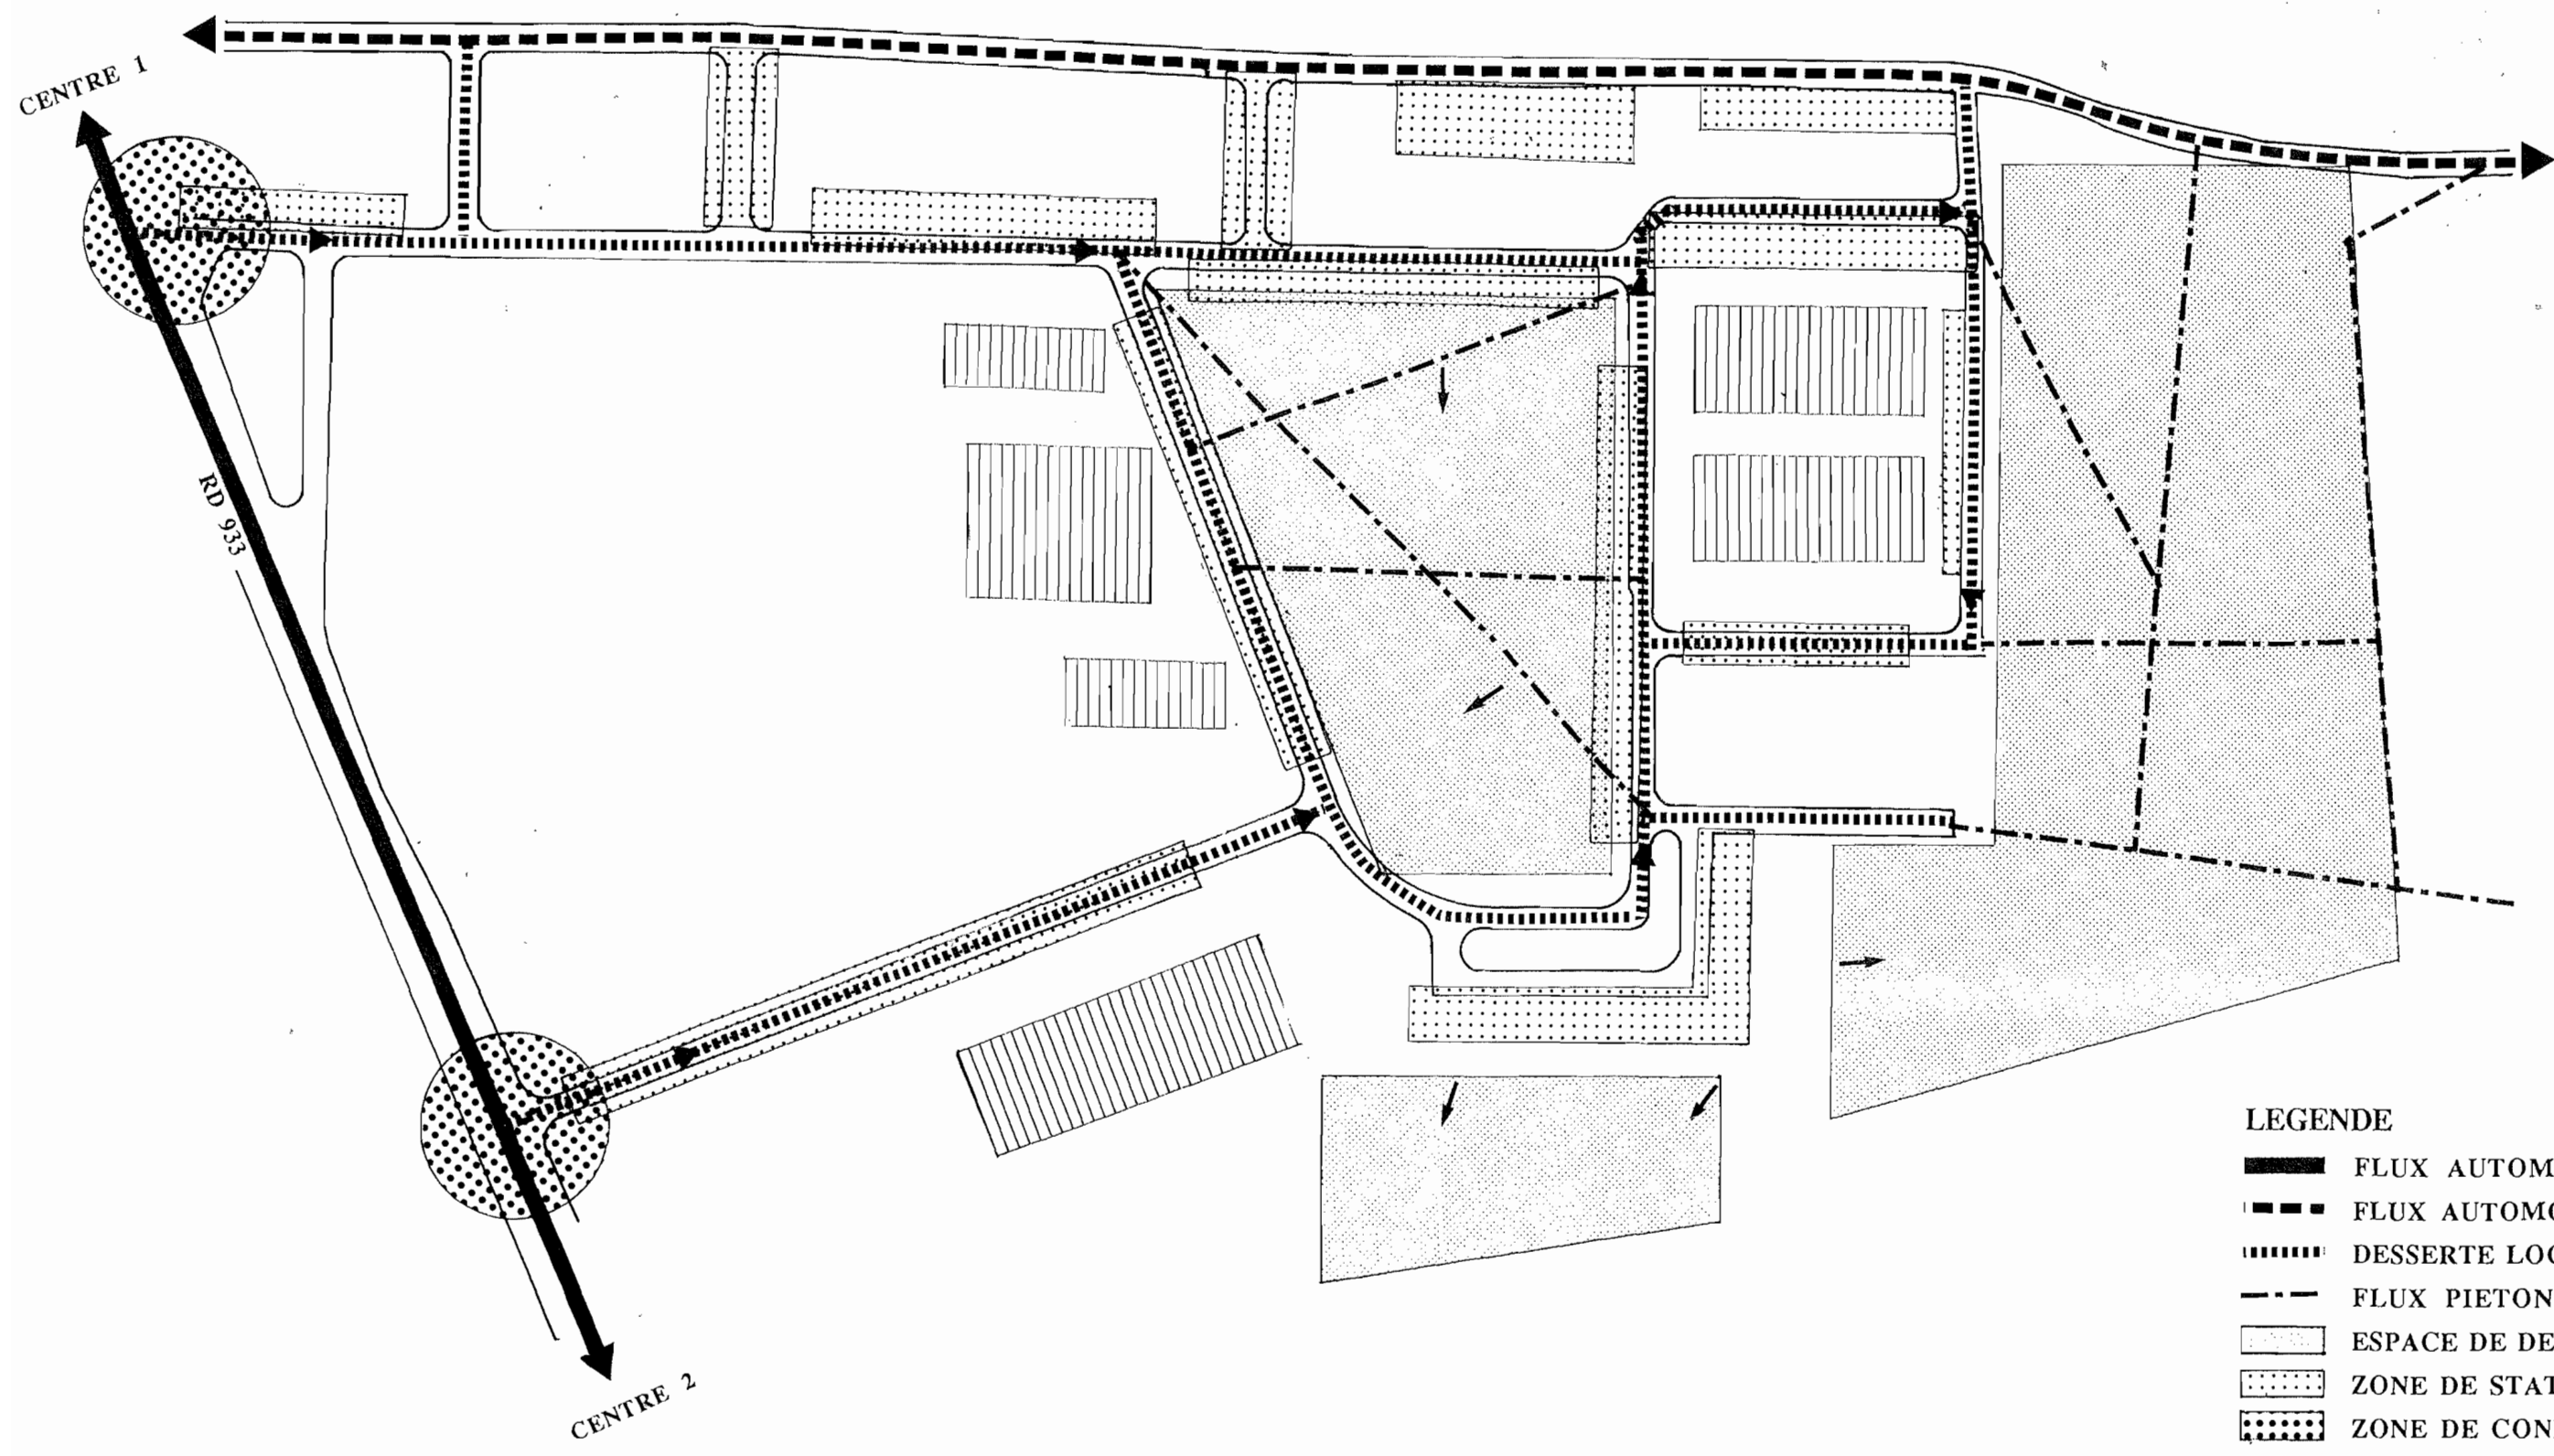 CENTRE 1
RD 933
CENTRE 2
LEGENDE
FLUX AUTOM
FLUX AUTOMO
DESSERTE LOC
FLUX PIETON
ESPACE DE DE
ZONE DE STAT
ZONE DE CON